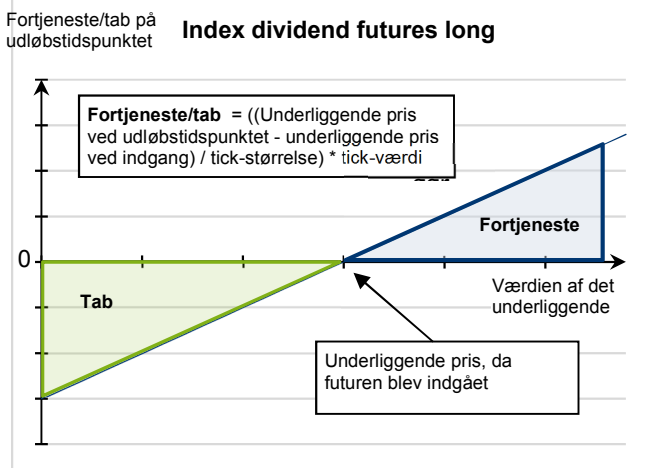 Fortjeneste/tab på
udløbstidspunktet
Index dividend futures long
Fortjeneste/tab = ((Underliggende pris
ved udløbstidspunktet - underliggende pris
ved indgang) / tick-størrelse) * tick-værdi
Fortjeneste
0
Værdien af det
underliggende
Tab
Underliggende pris, da
futuren blev indgået